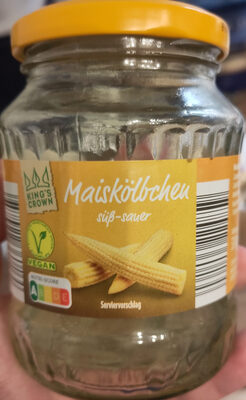 KING'S
CROWN
Maiskölbchen
süß-sauer
V
VEGAN
NUTRI-SCORE
Serviervorschlag